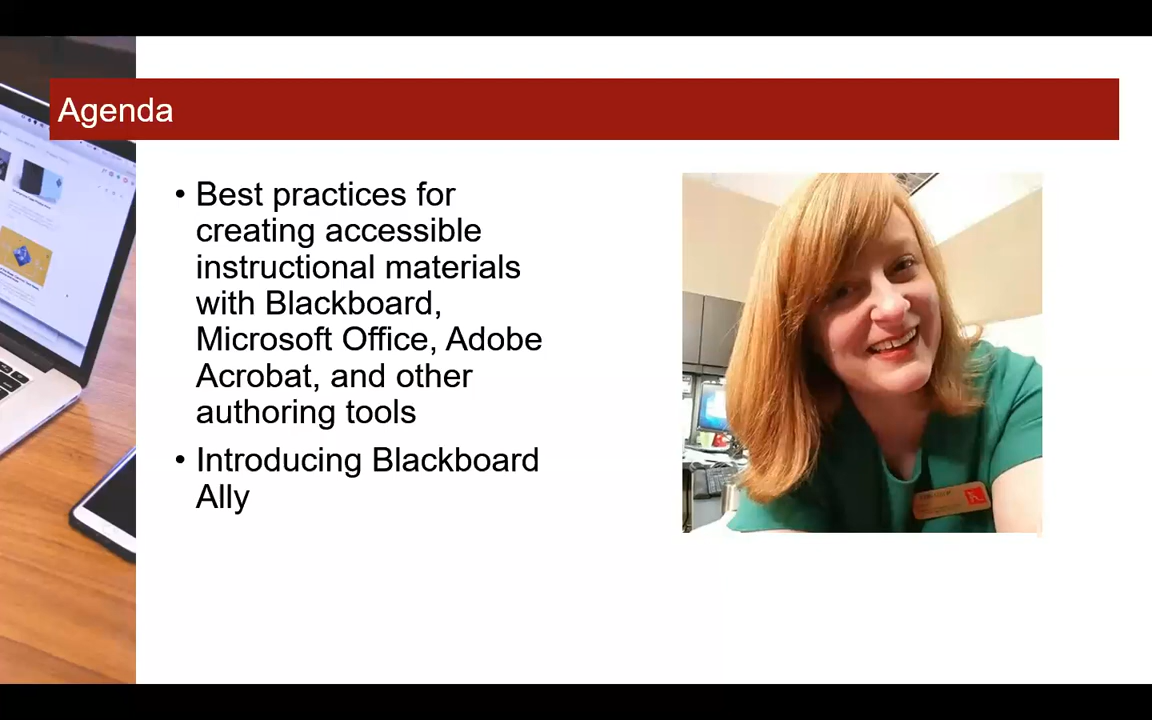 Agenda
• Best practices for
creating accessible
instructional materials
with Blackboard,
Microsoft Office, Adobe
Acrobat, and other
authoring tools
• Introducing Blackboard
Ally